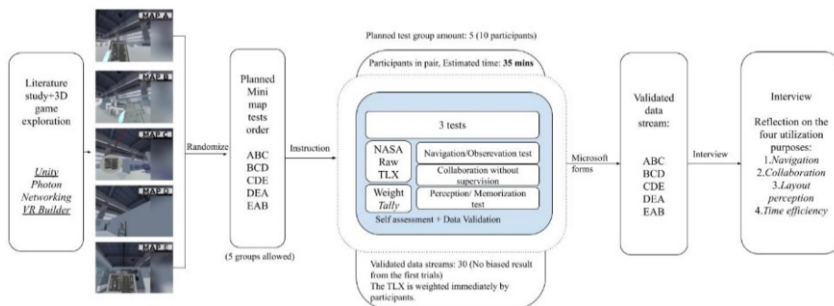 Literature
study+3D
game
exploration
Unity
Photon
Networking
VR Builder
MAP A
MAP B
MAP C
MAP D
MAP E
Randomize
Planned
Mini
map
tests
order
ABC
BCD
CDE
DEA
EAB
(5 groups allowed)
Instruction
Planned test group amount: 5 (10 participants)
Participants in pair, Estimated time: 35 mins
3 tests
NASA
Raw
TLX
Weight
Tally
Navigation/Obserevation test
Collaboration without
supervision
Perception/ Memorization
test
Self assessment + Data Validation
Validated data streams: 30 (No biased result
from the first trials)
The TLX is weighted immediately by
participants.
Microsoft
forms
Validated
data
stream:
ABC
BCD
CDE
DEA
EAB
Interview
Interview
Reflection on the
four utilization
purposes:
1.Navigation
2.Collaboration
3.Layout
perception
4.Time efficiency